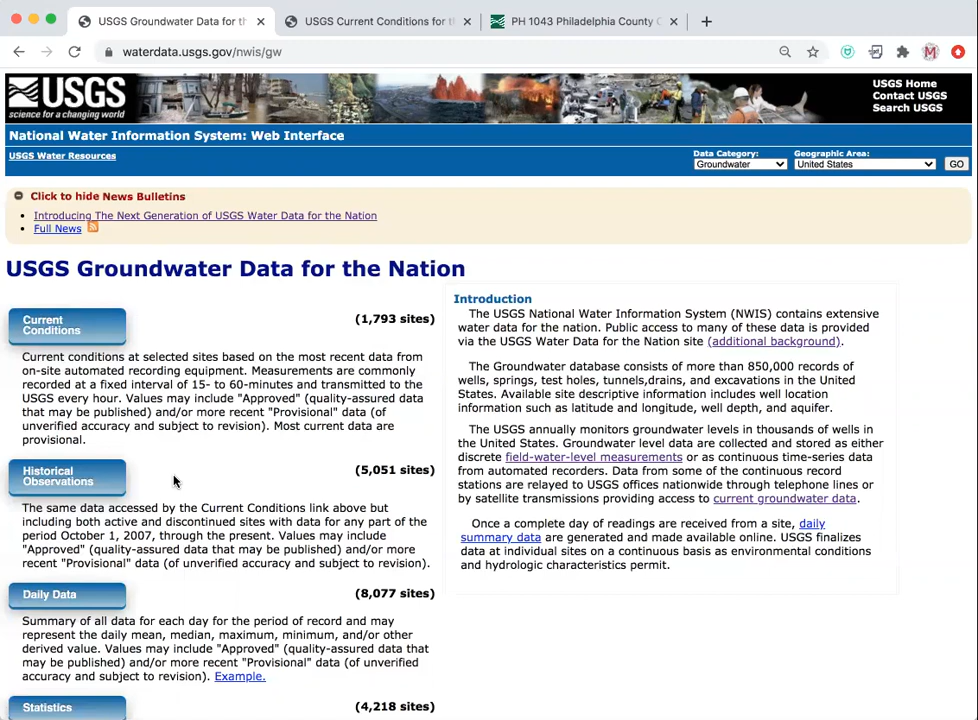 USGS Groundwater Data for th
USGS Current Conditions for t
PH 1043 Philadelphia County
waterdata.usgs.gov/nwis/gw
M
USGS
science for a changing world
USGS Home
Contact USGS
Search USGS
National Water Information System: Web Interface
USGS Water Resources
Data Category:
Geographic Area:
Groundwater
United States
GO
Click to hide News Bulletins
Introducing The Next Generation of USGS Water Data for the Nation
Full News
USGS Groundwater Data for the Nation
Current
Conditions
(1,793 sites)
Current conditions at selected sites based on the most recent data from
on-site automated recording equipment. Measurements are commonly
recorded at a fixed interval of 15- to 60-minutes and transmitted to the
USGS every hour. Values may include "Approved" (quality-assured data
that may be published) and/or more recent "Provisional" data (of
unverified accuracy and subject to revision). Most current data are
provisional.
Historical
Observations
(5,051 sites)
The same data accessed by the Current Conditions link above but
including both active and discontinued sites with data for any part of the
period October 1, 2007, through the present. Values may include
"Approved" (quality-assured data that may be published) and/or more
recent "Provisional" data (of unverified accuracy and subject to revision).
Daily Data
(8,077 sites)
Summary of all data for each day for the period of record and may
represent the daily mean, median, maximum, minimum, and/or other
derived value. Values may include "Approved" (quality-assured data that
may be published) and/or more recent "Provisional" data (of unverified
accuracy and subject to revision). Example.
Statistics
(4,218 sites)
Introduction
The USGS National Water Information System (NWIS) contains extensive
water data for the nation. Public access to many of these data is provided
via the USGS Water Data for the Nation site (additional background).
The Groundwater database consists of more than 850,000 records of
wells, springs, test holes, tunnels,drains, and excavations in the United
States. Available site descriptive information includes well location
information such as latitude and longitude, well depth, and aquifer.
The USGS annually monitors groundwater levels in thousands of wells in
the United States. Groundwater level data are collected and stored as either
discrete field-water-level measurements or as continuous time-series data
from automated recorders. Data from some of the continuous record
stations are relayed to USGS offices nationwide through telephone lines or
by satellite transmissions providing access to current groundwater data.
Once a complete day of readings are received from a site, daily
summary data are generated and made available online. USGS finalizes
data at individual sites on a continuous basis as environmental conditions
and hydrologic characteristics permit.